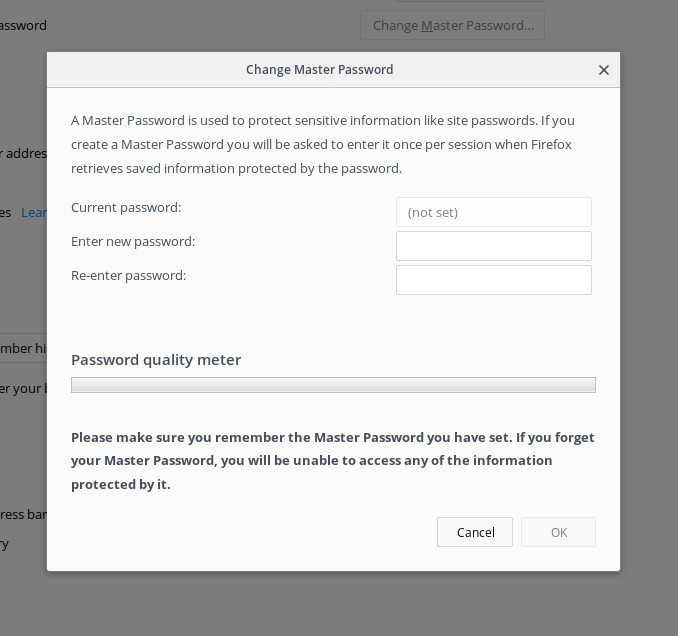 assword
Change Master Password...
Change Master Password
A Master Password is used to protect sensitive information like site passwords. If you
create a Master Password you will be asked to enter it once per session when Firefox
retrieves saved information protected by the password.
r addres
Current password:
(not set)
es Lear
Enter new password:
Re-enter password:
mber hi
Password quality meter
er your b
Please make sure you remember the Master Password you have set. If you forget
your Master Password, you will be unable to access any of the information
protected by it.
ress bar
Cancel
OK
ry